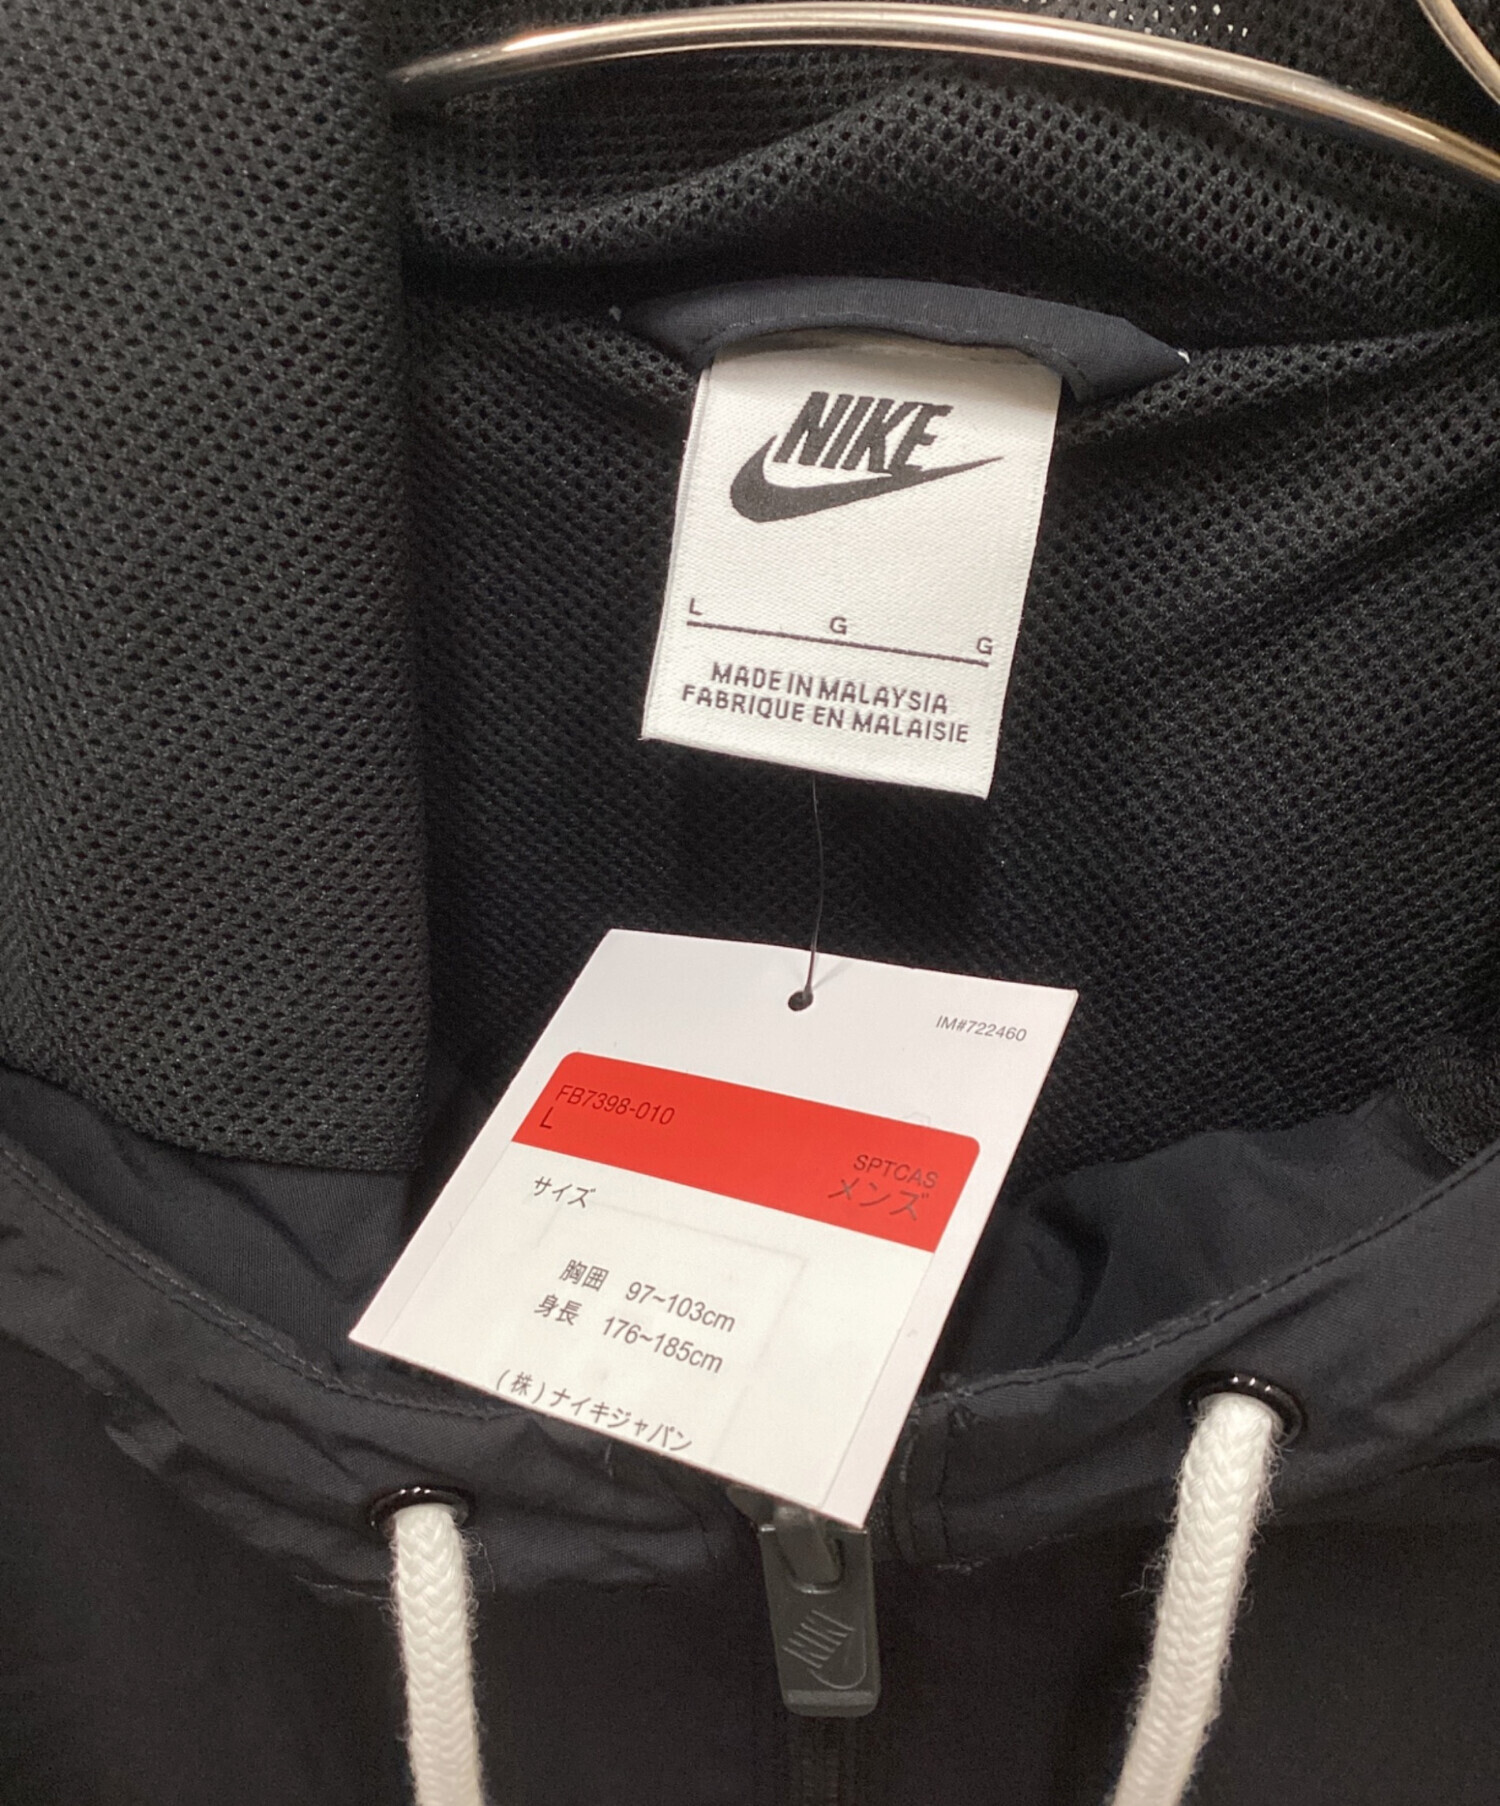 NIKE
L G G
MADE IN MALAYSIA
FABRIQUE EN MALAISIE
IM#722460
FB7398-010
L
SPTCAS
メンズ
サイズ
胸囲 97~103cm
身長 176~185cm
(株)ナイキジャパン
NIKE